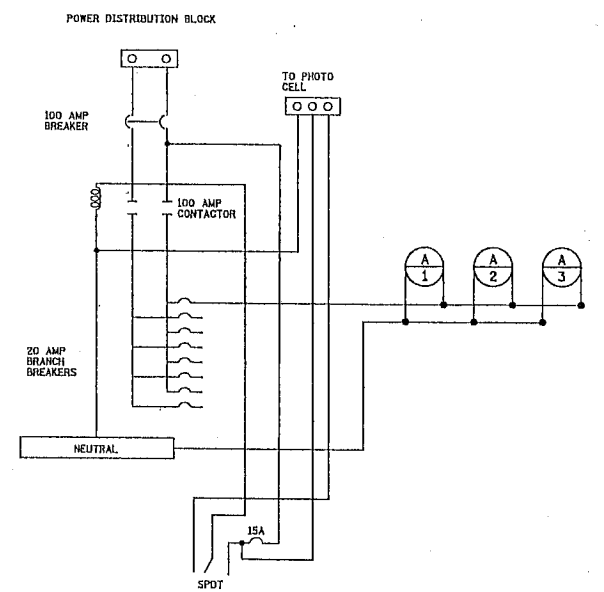 POWER DISTRIBUTION BLOCK
TO PHOTO
CELL
100 AMP
BREAKER
100 AMP
CONTACTOR
A
1
A
2
A
3
20 AMP
BRANCH
BREAKERS
NEUTRAL
15A
SPDT